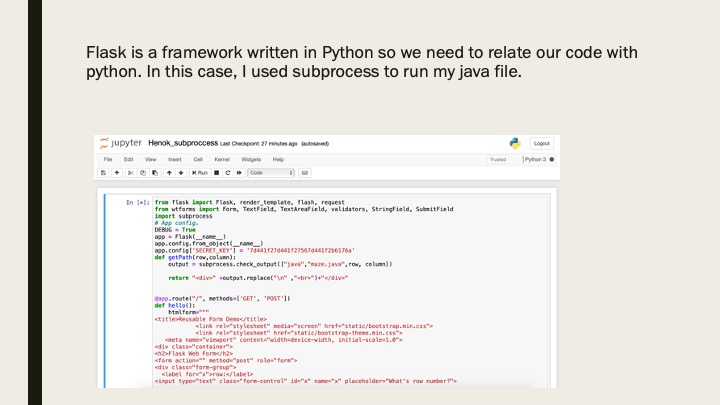 Flask is a framework written in Python so we need to relate our code with
python. In this case, I used subprocess to run my java file.
jupyter Henok_subproccess Last Checkpoint: 27 minutes ago (autosaved)
Logout
File Edit View Insert Cell Kernel Widgets Help
Trusted Python 3
Run Code
In [*]: from flask import Flask, render_template, flash, request
from wtforms import Form, TextField, TextAreaField, validators, StringField, SubmitField
import subprocess
# App config.
DEBUG = True
app = Flask(__name__)
app.config.from_object(__name__)
app.config['SECRET_KEY'] = '7d441f27d441f27567d441f2b6176a'
def getPath(row,column):
output = subprocess.check_output(["java","maze.java",row, column])
return "<div>" +output.replace("\n" ,"<br>")+"</div>"
@app.route("/", methods=['GET', 'POST'])
def hello():
htmlform="""
<title>Reusable Form Demo</title>
<link rel="stylesheet" media="screen" href="static/bootstrap.min.css">
<link rel="stylesheet" href="static/bootstrap-theme.min.css">
<meta name="viewport" content="width=device-width, initial-scale=1.0">
<div class="container">
<h2>Flask Web Form</h2>
<form action="" method="post" role="form">
<div class="form-group">
<label for="x">row:</label>
<input type="text" class="form-control" id="x" name="x" placeholder="What's row number?">